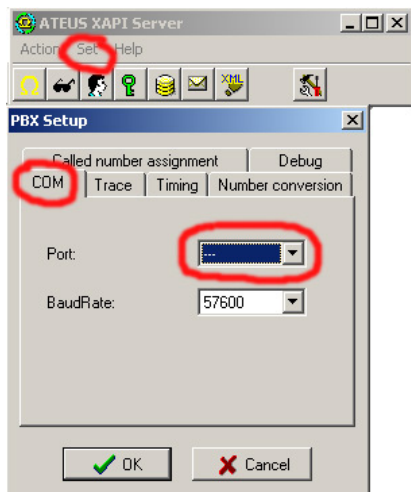 ATEUS XAPI Server
Action Set Help
XML
PBX Setup
Called number assignment Debug
COM Trace Timing Number conversion
Port: ---
BaudRate: 57600
OK Cancel